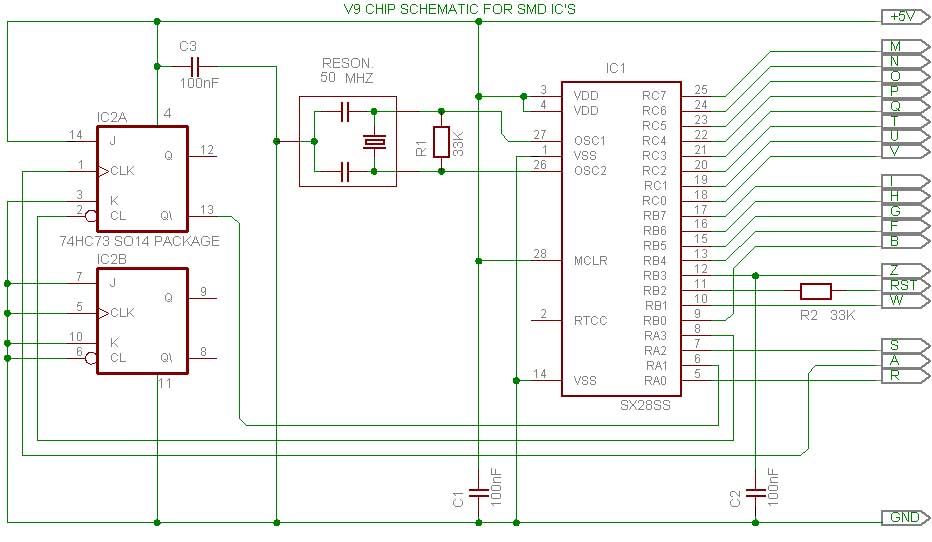 V9 CHIP SCHEMATIC FOR SMD IC'S
+5V
C3
100nF
RESON.
50 MHZ
IC1
M
N
O
P
Q
T
U
V
I
H
G
F
B
Z
RST
W
S
A
R
GND
IC2A
4
14 J
Q 12
1 CLK
3 K
2 CL
Q\ 13
74HC73 SO14 PACKAGE
IC2B
7 J
Q 9
5 CLK
10 K
6 CL
Q\ 8
11
R1
33K
3 VDD RC7 25
4 VDD RC6 24
RC5 23
27 OSC1 RC4 22
1 VSS RC3 21
26 OSC2 RC2 20
RC1 19
RC0 18
RB7 17
RB6 16
RB5 15
28 MCLR RB4 13
RB3 12
RB2 11
RB1 10
2 RTCC RB0 9
RA3 8
RA2 7
RA1 6
14 VSS RA0 5
SX28SS
R2 33K
C1
100nF
C2
100nF